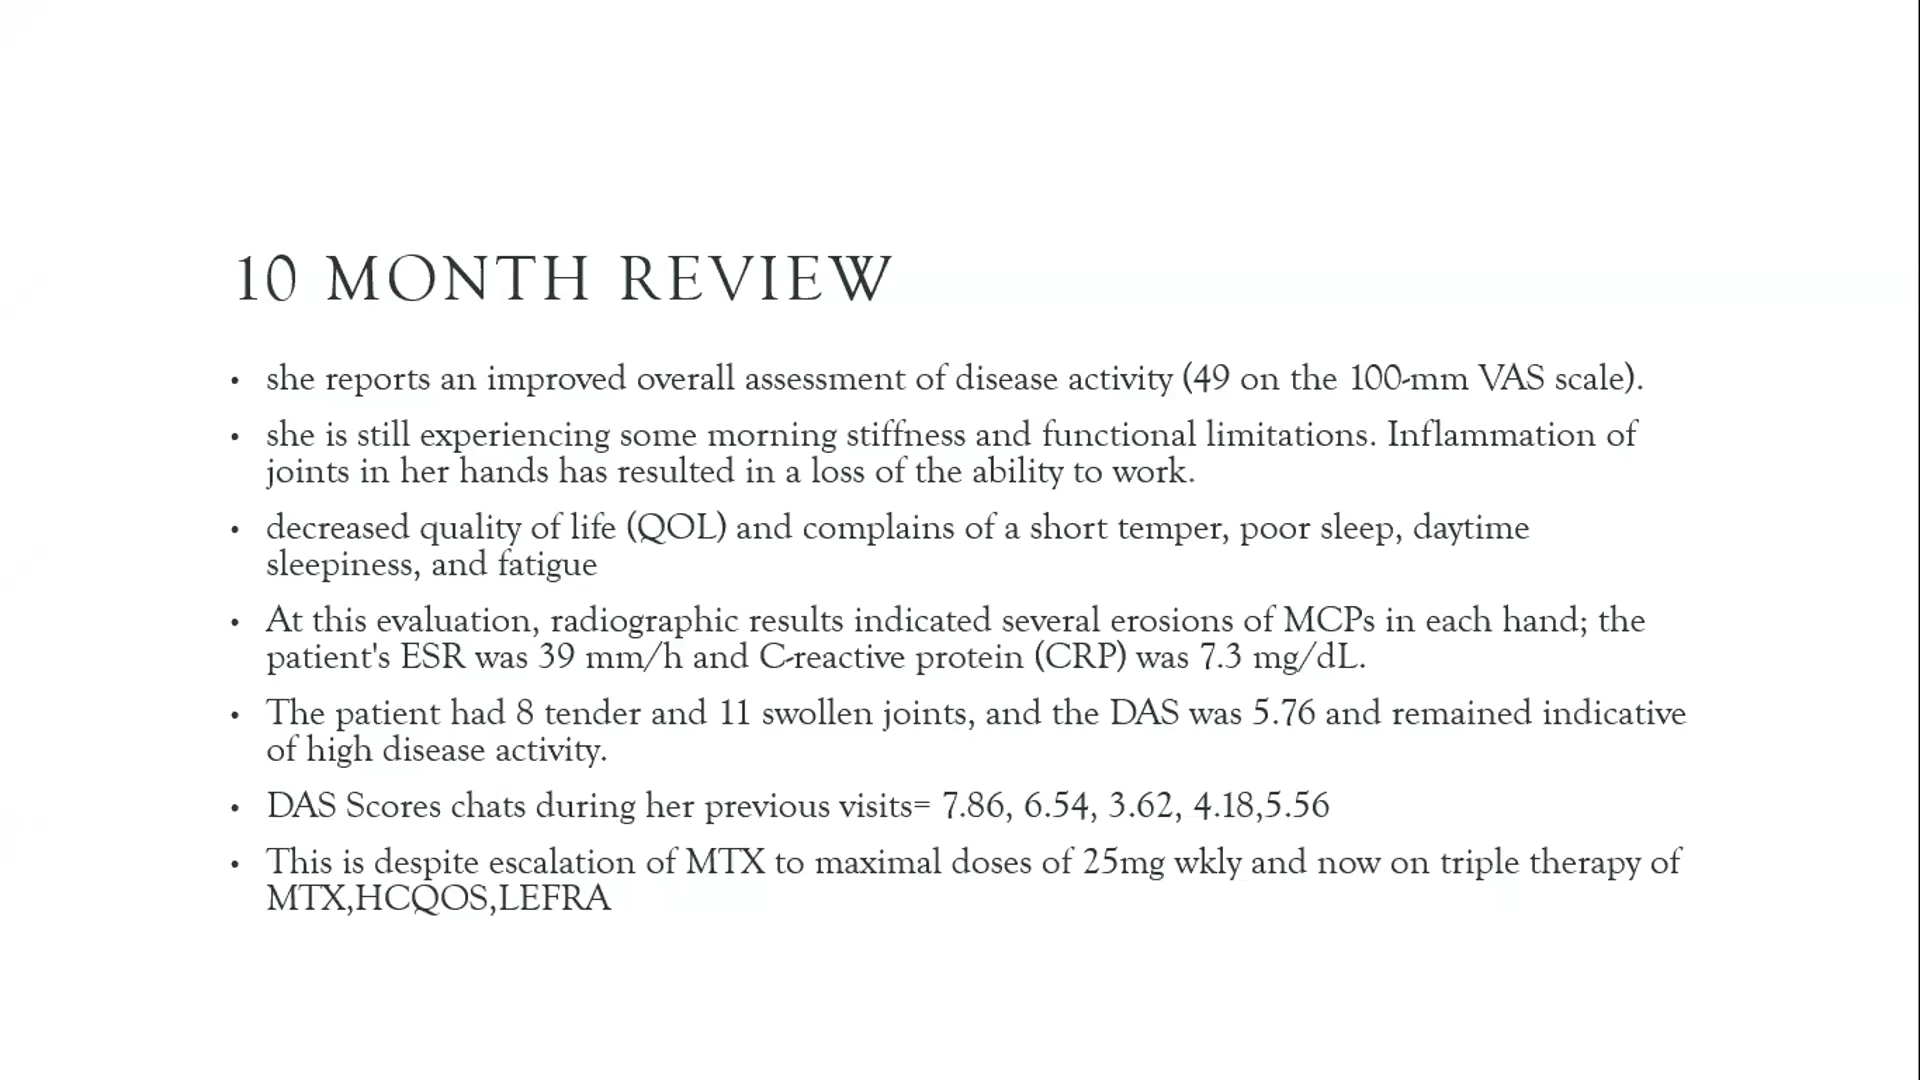 10 MONTH REVIEW
• she reports an improved overall assessment of disease activity (49 on the 100-mm VAS scale).
• she is still experiencing some morning stiffness and functional limitations. Inflammation of
joints in her hands has resulted in a loss of the ability to work.
• decreased quality of life (QOL) and complains of a short temper, poor sleep, daytime
sleepiness, and fatigue
• At this evaluation, radiographic results indicated several erosions of MCPs in each hand; the
patient's ESR was 39 mm/h and C-reactive protein (CRP) was 7.3 mg/dL.
• The patient had 8 tender and 11 swollen joints, and the DAS was 5.76 and remained indicative
of high disease activity.
• DAS Scores chats during her previous visits= 7.86, 6.54, 3.62, 4.18,5.56
• This is despite escalation of MTX to maximal doses of 25mg wkly and now on triple therapy of
MTX,HCQOS,LEFRA